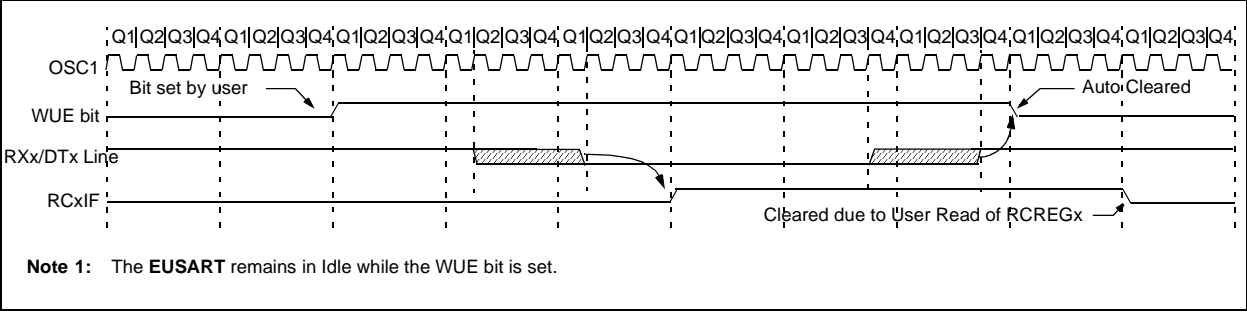 Q1 Q2 Q3 Q4 Q1 Q2 Q3 Q4 Q1 Q2 Q3 Q4 Q1 Q2 Q3 Q4 Q1 Q2 Q3 Q4 Q1 Q2 Q3 Q4 Q1 Q2 Q3 Q4 Q1 Q2 Q3 Q4 Q1 Q2 Q3 Q4 Q1 Q2 Q3 Q4
OSC1
Bit set by user
Auto Cleared
WUE bit
RXx/DTx Line
RCxIF
Cleared due to User Read of RCREGx
Note 1: The EUSART remains in Idle while the WUE bit is set.